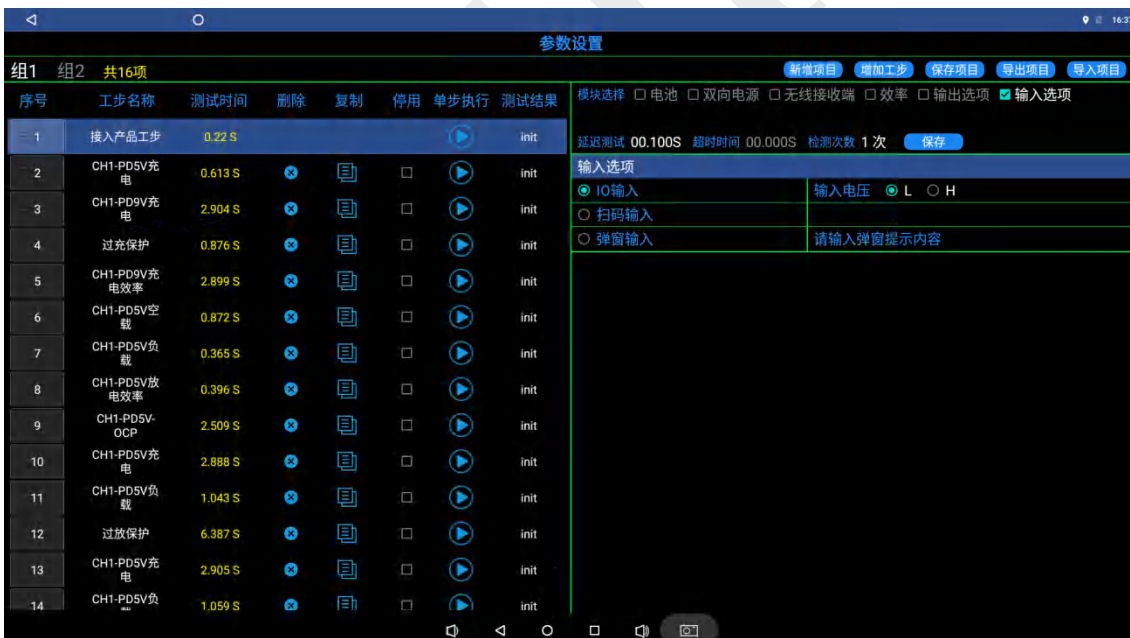 16:37
参数设置
组1 组2 共16项 新增项目 增加工步 保存项目 导出项目 导入项目
序号 工步名称 测试时间 删除 复制 停用 单步执行 测试结果
模块选择 电池 双向电源 无线接收端 效率 输出选项 输入选项
延迟测试 00.100S 超时时间 00.000S 检测次数 1 次 保存
输入选项
IO输入 输入电压 L H
扫码输入
弹窗输入 请输入弹窗提示内容
1 接入产品工步 0.22 S init
2 CH1-PD5V充
电 0.613 S init
3 CH1-PD9V充
电 2.904 S init
4 过充保护 0.876 S init
5 CH1-PD9V充
电效率 2.899 S init
6 CH1-PD5V空
载 0.872 S init
7 CH1-PD5V负
载 0.365 S init
8 CH1-PD5V放
电效率 0.396 S init
9 CH1-PD5V-
OCP 2.509 S init
10 CH1-PD5V充
电 2.888 S init
11 CH1-PD5V负
载 1.043 S init
12 过放保护 6.387 S init
13 CH1-PD5V充
电 2.905 S init
14 CH1-PD5V负
1.059 S init